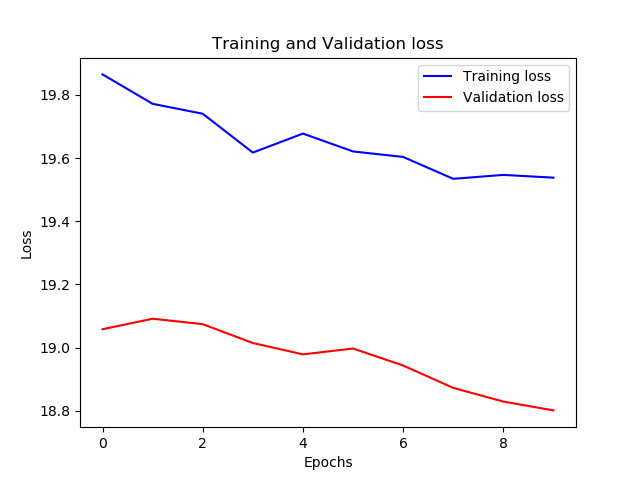 Training and Validation loss
Training loss
Validation loss
19.8
19.6
19.4
19.2
19.0
18.8
Loss
0 2 4 6 8
Epochs